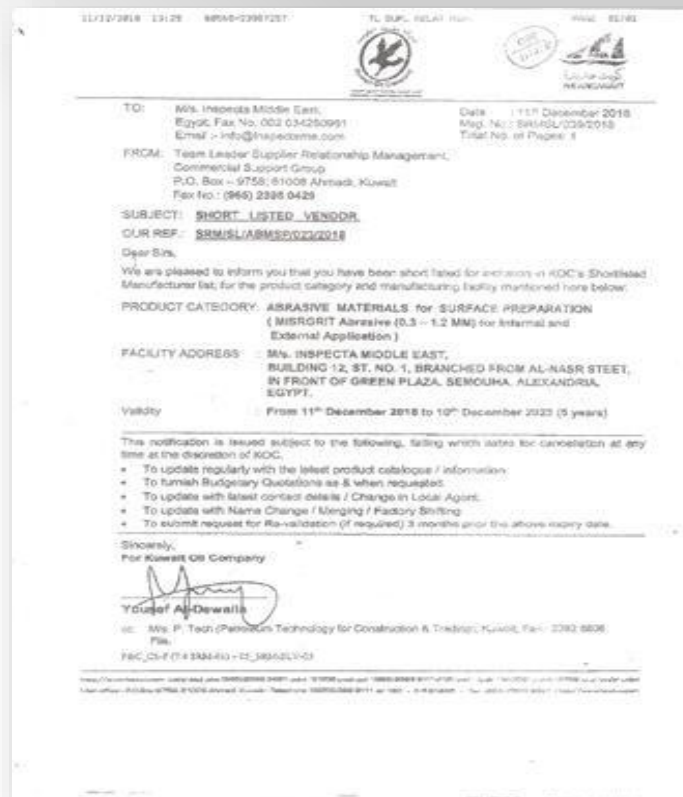 11/12/2018 13:25
TO: M/s. Inspecta Middle East,
Egypt, Fax No. 002 034280961
Email :- info@inspecteme.com
Date : 11th December 2018
Msg. No.: SRM/SL/039/2018
Total No. of Pages: 1
FROM: Team Leader Supplier Relationship Management,
Commercial Support Group
P.O. Box – 9758, 61008 Ahmadi, Kuwait
Fax No.: (965) 2398 0429
SUBJECT: SHORT LISTED VENDOR
OUR REF.: SRM/SL/ABMSP/023/2018
Dear Sirs,
We are pleased to inform you that you have been short listed for inclusion in KOC's Shortlisted
Manufacturer list, for the product category and manufacturing facility mentioned here below:
PRODUCT CATEGORY: ABRASIVE MATERIALS for SURFACE PREPARATION
( MISRGRIT Abrasive (0.3 – 1.2 MM) for Internal and
External Application )
FACILITY ADDRESS : M/s. INSPECTA MIDDLE EAST,
BUILDING 12, ST. NO. 1, BRANCHED FROM AL-NASR STEET,
IN FRONT OF GREEN PLAZA, SEMOUHA, ALEXANDRIA,
EGYPT.
Validity : From 11th December 2018 to 10th December 2023 (5 years)
This notification is issued subject to the following, failing which dates for cancellation at any
time at the discretion of KOC.
• To update regularly with the latest product catalogue / information
• To furnish Budgetary Quotations as & when requested.
• To update with latest contact details / Change in Local Agent.
• To update with Name Change / Merging / Factory Shifting
• To submit request for Re-validation (if required) 3 months prior the above expiry date.
Sincerely,
For Kuwait Oil Company
Yousef Al-Dewaila
cc: M/s. P. Tech (Petroleum Technology for Construction & Trading), Kuwait, Fax: 2392 6806
File.